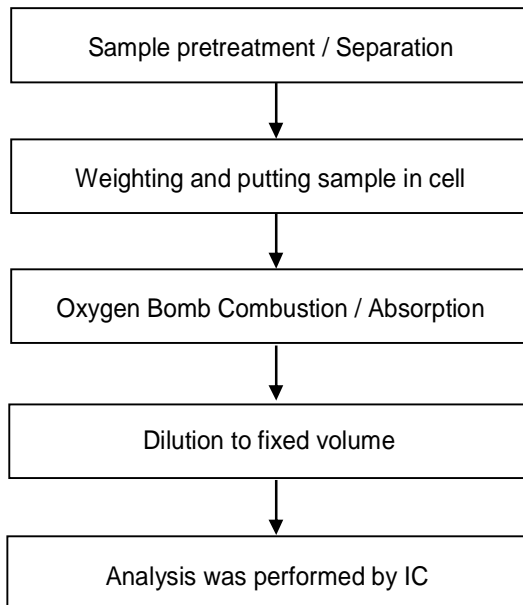 Sample pretreatment / Separation
Weighting and putting sample in cell
Oxygen Bomb Combustion / Absorption
Dilution to fixed volume
Analysis was performed by IC